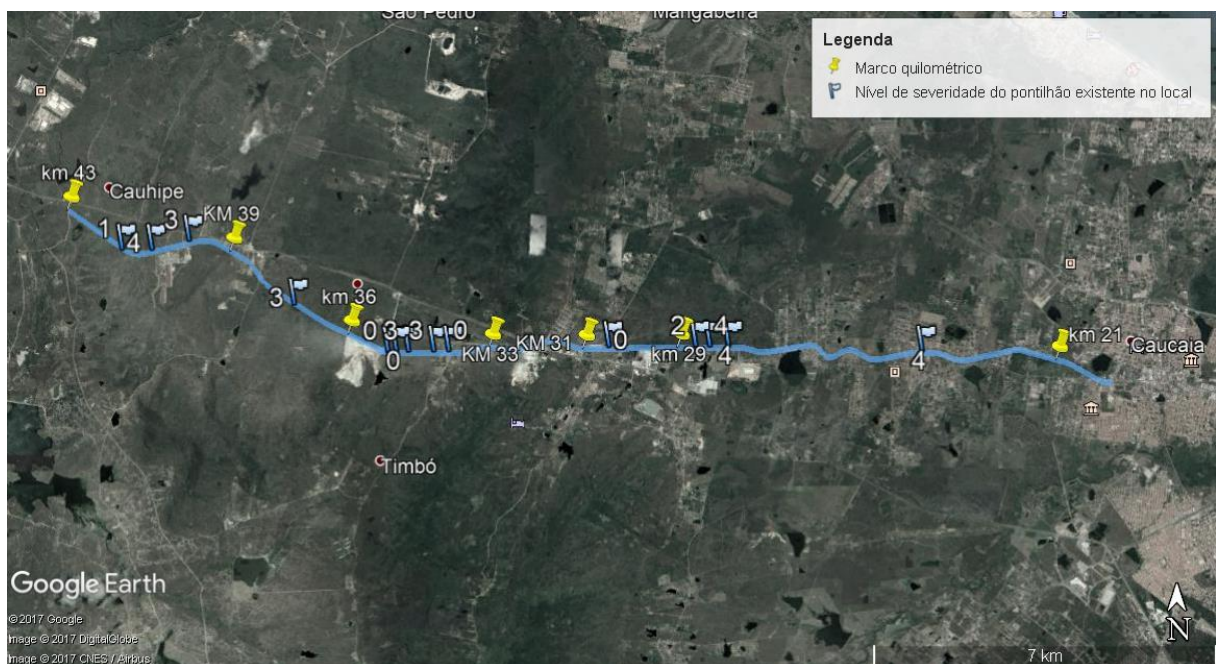 São Pedro
Mangabeira
Legenda
Marco quilométrico
Nível de severidade do pontilhão existente no local
km 43
Cauhipe
1
4
3
KM 39
3
km 36
0 3 3 0
0
KM 33
KM 31
0
2 4
km 29
1
4
4
km 21
Caucaia
Timbó
Google Earth
©2017 Google
Image © 2017 DigitalGlobe
Image © 2017 CNES / Airbus
7 km
N